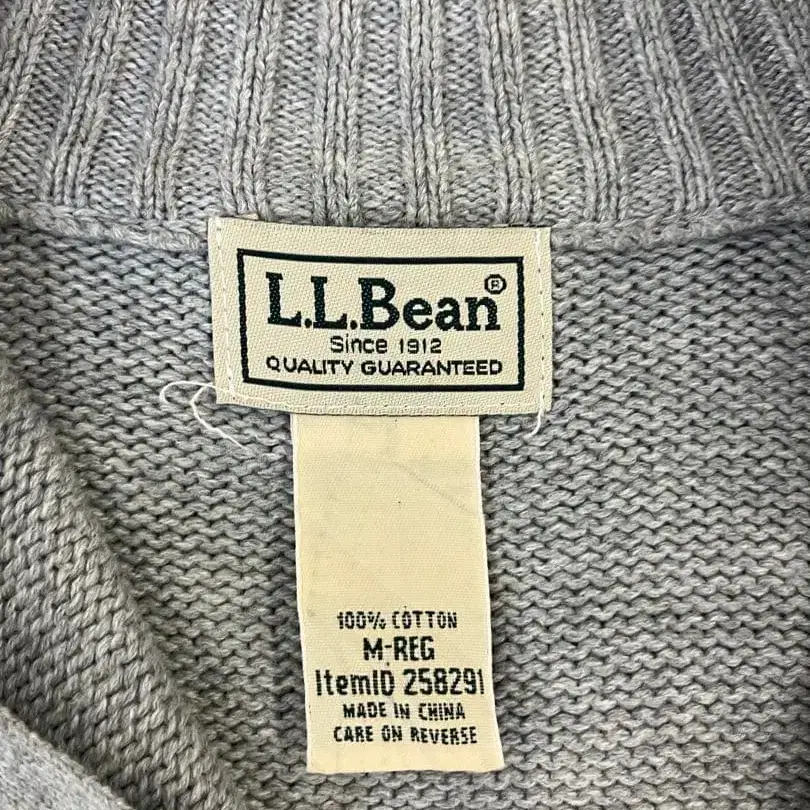 L.L.Bean®
Since 1912
QUALITY GUARANTEED
100% COTTON
M-REG
ItemID 258291
MADE IN CHINA
CARE ON REVERSE